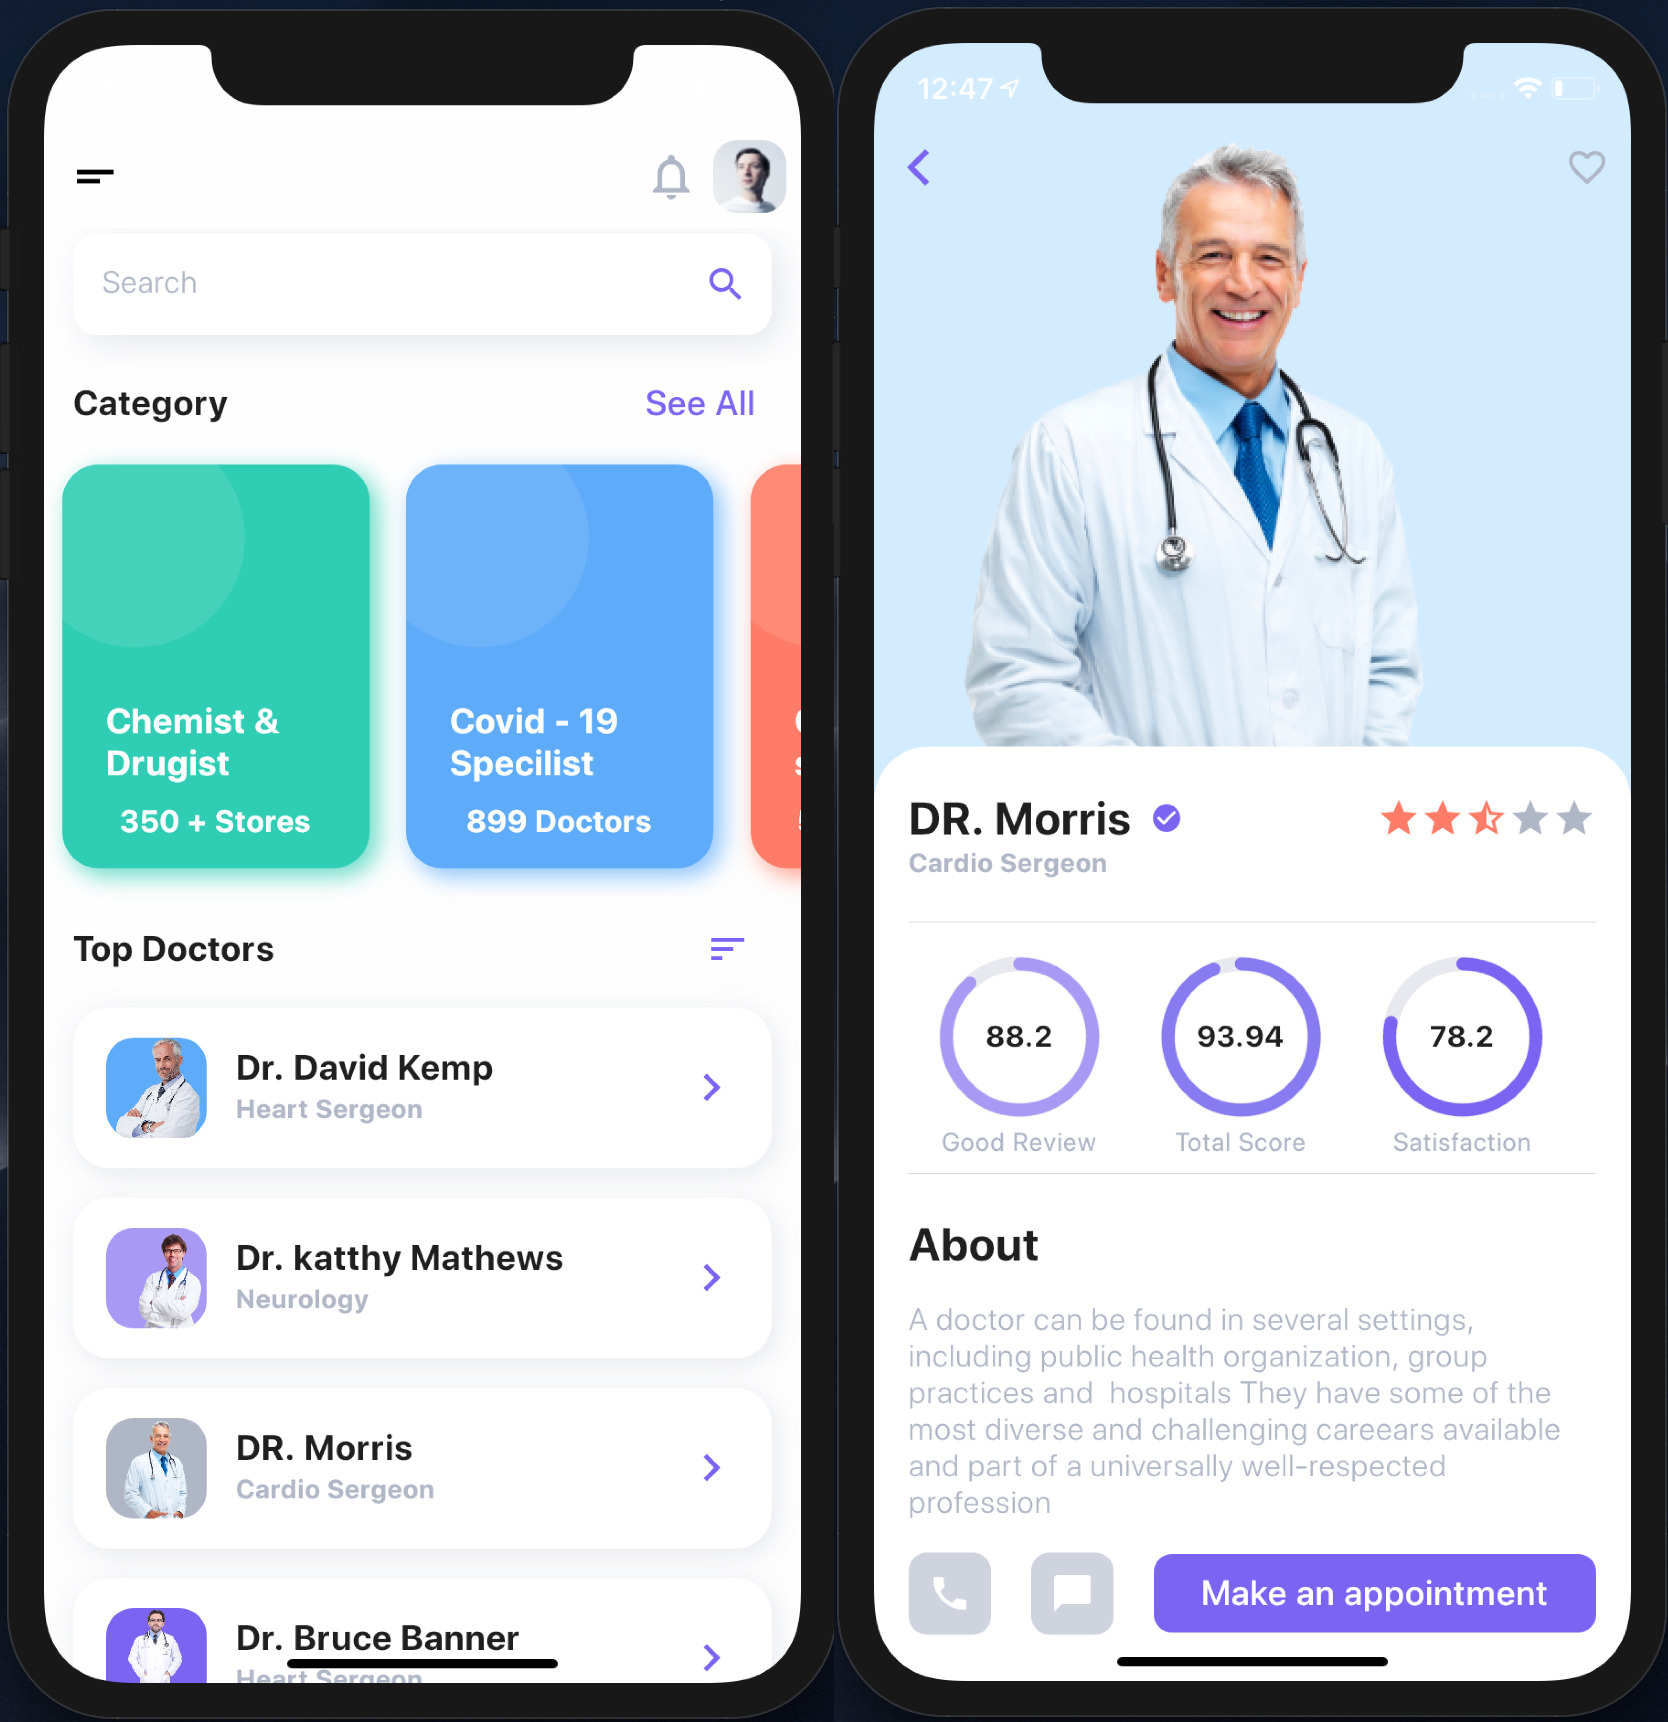 Search
Category
See All
Chemist &
Drugist
350 + Stores
Covid - 19
Specilist
899 Doctors
Top Doctors
Dr. David Kemp
Heart Sergeon
Dr. katthy Mathews
Neurology
DR. Morris
Cardio Sergeon
Dr. Bruce Banner
Heart Sergeon
12:47
DR. Morris
Cardio Sergeon
88.2
93.94
78.2
Good Review
Total Score
Satisfaction
About
A doctor can be found in several settings,
including public health organization, group
practices and  hospitals They have some of the
most diverse and challenging careears available
and part of a universally well-respected
profession
Make an appointment